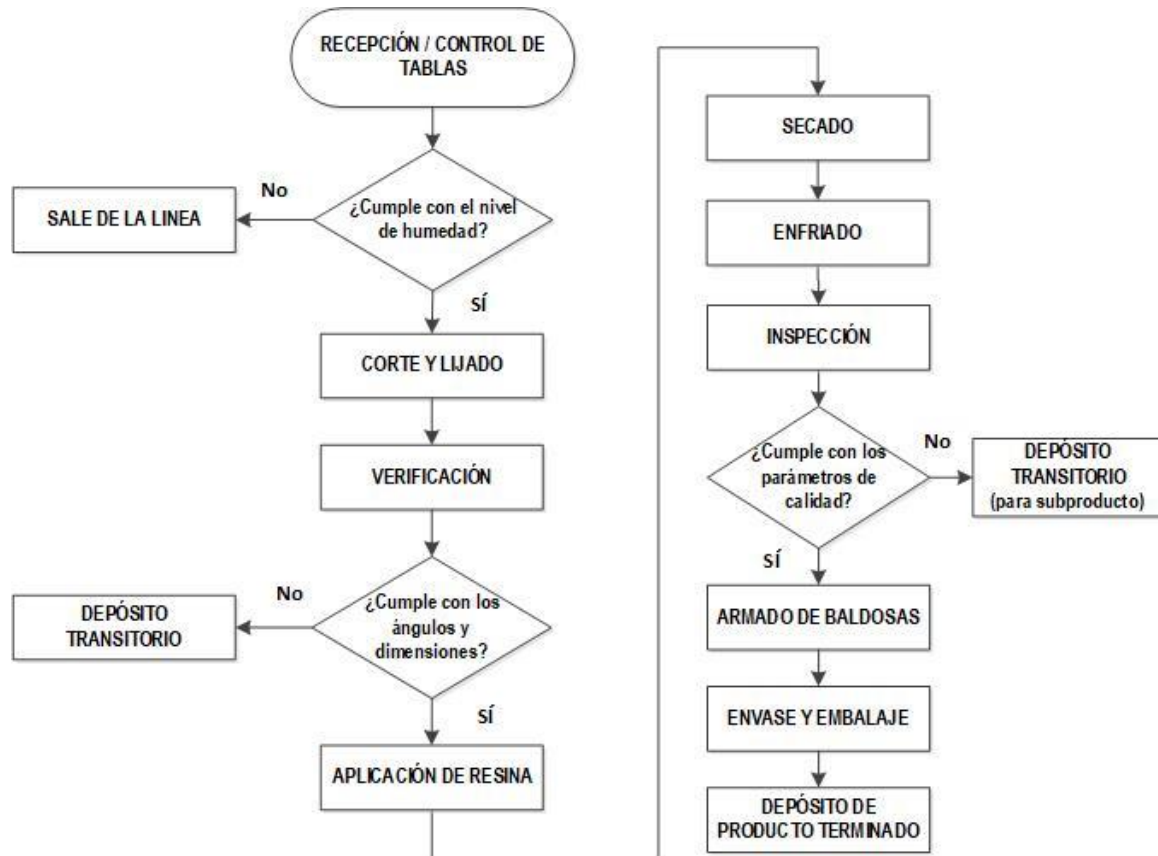 RECEPCIÓN / CONTROL DE
TABLAS
No
¿Cumple con el nivel
de humedad?
SALE DE LA LINEA
SÍ
CORTE Y LIJADO
VERIFICACIÓN
No
¿Cumple con los
ángulos y
dimensiones?
DEPÓSITO
TRANSITORIO
SÍ
APLICACIÓN DE RESINA
SECADO
ENFRIADO
INSPECCIÓN
¿Cumple con los
parámetros de
calidad?
No
DEPÓSITO
TRANSITORIO
(para subproducto)
SÍ
ARMADO DE BALDOSAS
ENVASE Y EMBALAJE
DEPÓSITO DE
PRODUCTO TERMINADO